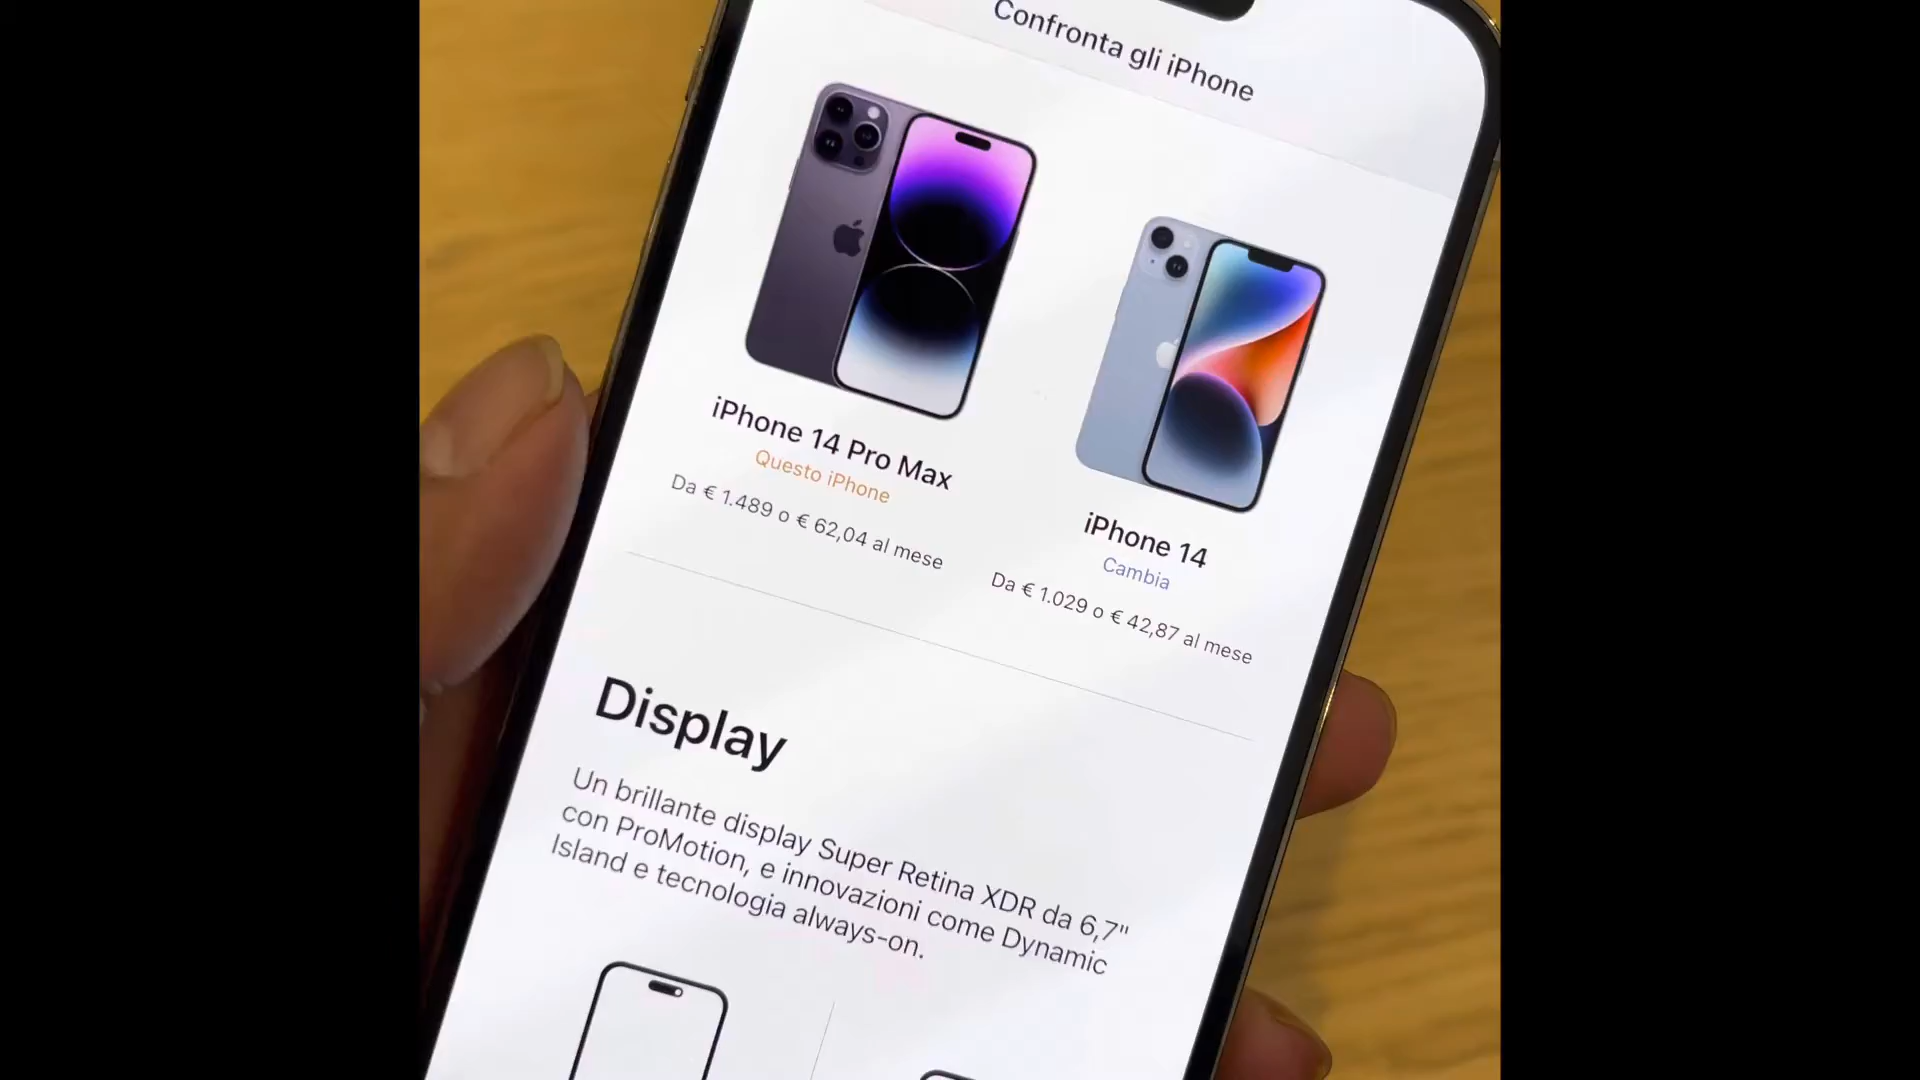 Confronta gli iPhone
iPhone 14 Pro Max
Questo iPhone
Da € 1.489 o € 62,04 al mese
iPhone 14
Cambia
Da € 1.029 o € 42,87 al mese
Display
Un brillante display Super Retina XDR da 6,7"
con ProMotion, e innovazioni come Dynamic
Island e tecnologia always-on.